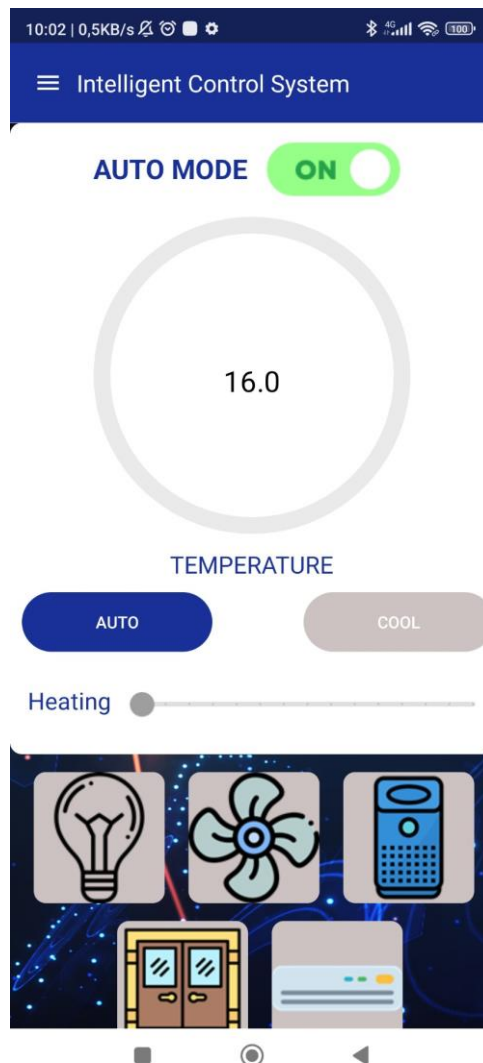 10:02 | 0,5KB/s
4G
100
Intelligent Control System
AUTO MODE ON
16.0
TEMPERATURE
AUTO COOL
Heating